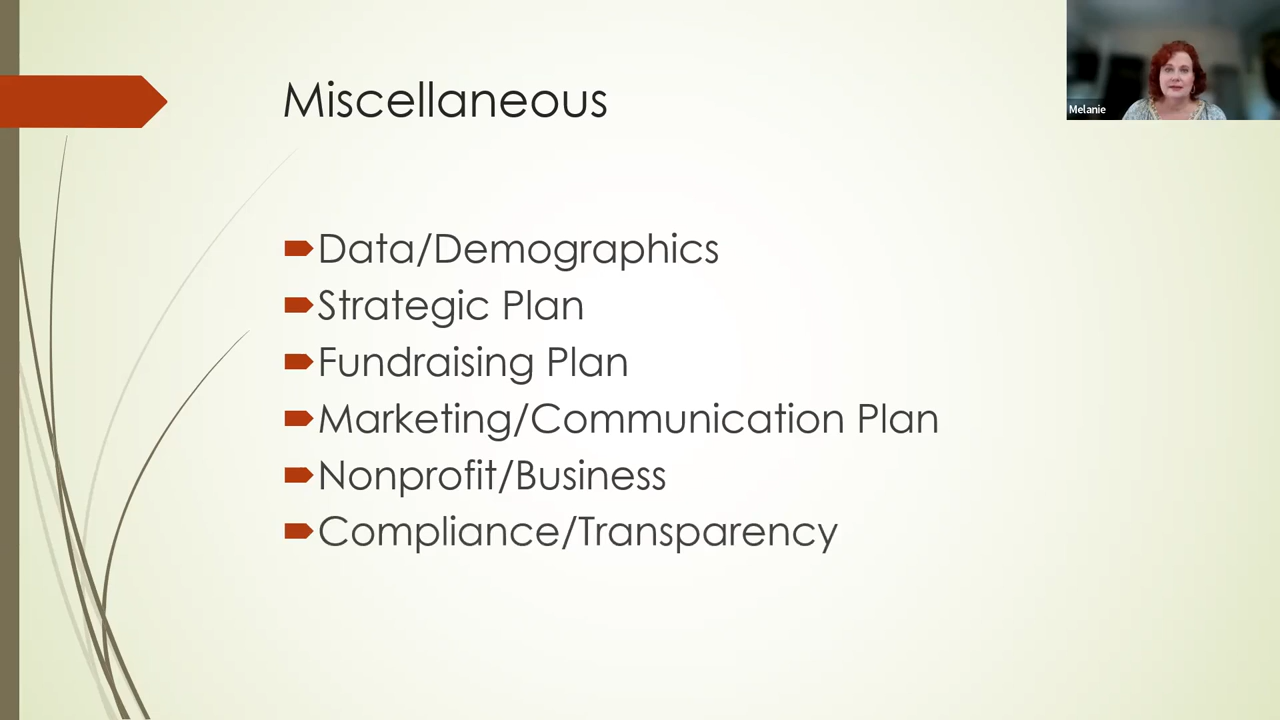 Miscellaneous
Melanie
Data/Demographics
Strategic Plan
Fundraising Plan
Marketing/Communication Plan
Nonprofit/Business
Compliance/Transparency